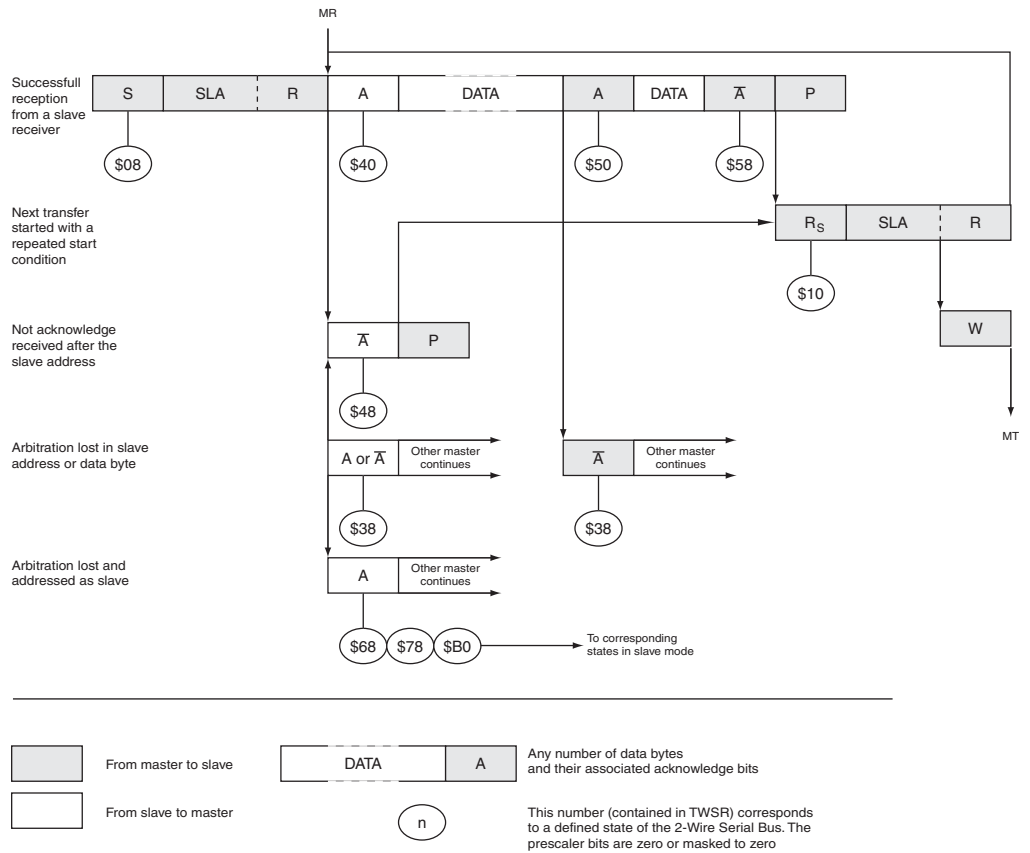 MR
Successfull
reception
from a slave
receiver
S SLA R A DATA A DATA A̅ P
$08 $40 $50 $58
Next transfer
started with a
repeated start
condition
RS SLA R
$10
Not acknowledge
received after the
slave address
A̅ P
W
$48
MT
Arbitration lost in slave
address or data byte
A or A̅
Other master
continues
A̅
Other master
continues
$38 $38
Arbitration lost and
addressed as slave
A
Other master
continues
$68 $78 $B0
To corresponding
states in slave mode
From master to slave
DATA A
Any number of data bytes
and their associated acknowledge bits
From slave to master
n
This number (contained in TWSR) corresponds
to a defined state of the 2-Wire Serial Bus. The
prescaler bits are zero or masked to zero